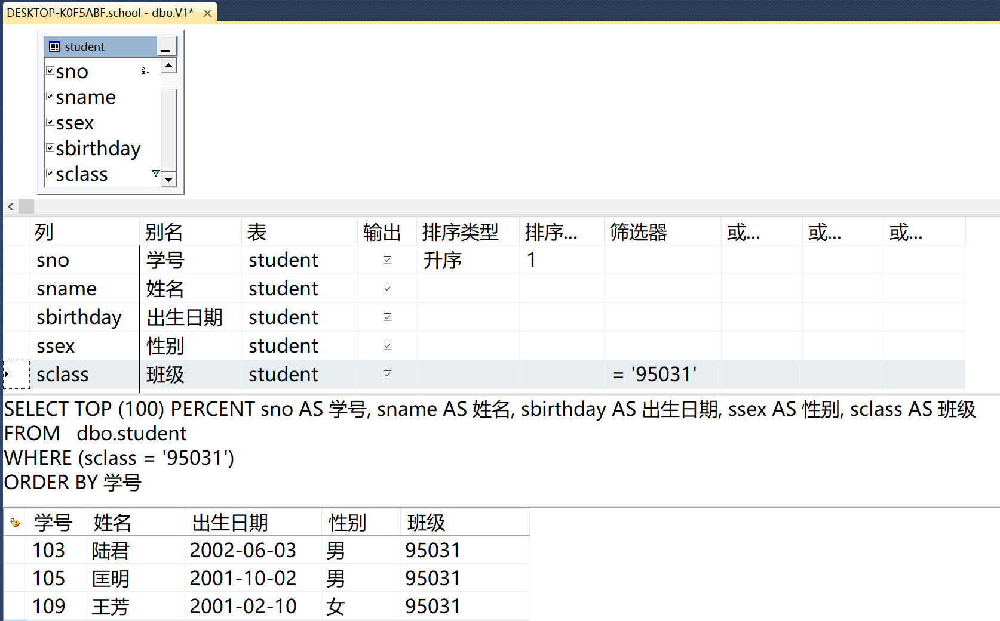 DESKTOP-K0F5ABF.school - dbo.V1*
student
sno
sname
ssex
sbirthday
sclass
列 别名 表 输出 排序类型 排序... 筛选器 或... 或... 或...
sno 学号 student 升序 1
sname 姓名 student
sbirthday 出生日期 student
ssex 性别 student
sclass 班级 student = '95031'
SELECT TOP (100) PERCENT sno AS 学号, sname AS 姓名, sbirthday AS 出生日期, ssex AS 性别, sclass AS 班级
FROM dbo.student
WHERE (sclass = '95031')
ORDER BY 学号
学号 姓名 出生日期 性别 班级
103 陆君 2002-06-03 男 95031
105 匡明 2001-10-02 男 95031
109 王芳 2001-02-10 女 95031